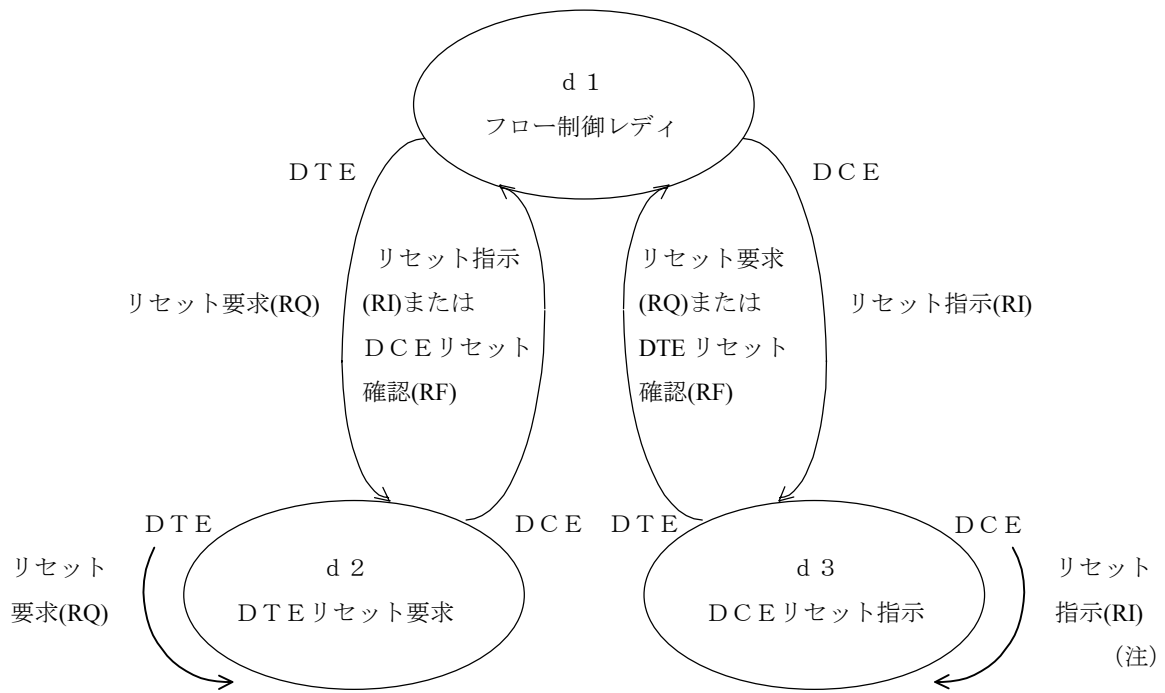 ｄ１
フロー制御レディ
ＤＴＥ
ＤＣＥ
リセット要求(RQ)
リセット指示
(RI)または
ＤＣＥリセット
確認(RF)
リセット要求
(RQ)または
DTE リセット
確認(RF)
リセット指示(RI)
ＤＴＥ
ＤＣＥ
ＤＴＥ
ＤＣＥ
リセット
要求(RQ)
ｄ２
ＤＴＥリセット要求
ｄ３
ＤＣＥリセット指示
リセット
指示(RI)
（注）